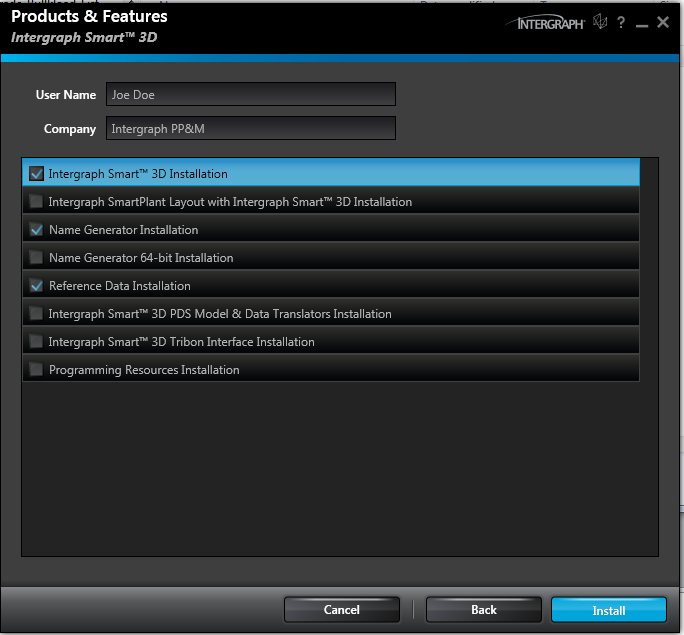 Products & Features
Intergraph Smart™ 3D
INTERGRAPH
?
User Name
Joe Doe
Company
Intergraph PP&M
Intergraph Smart™ 3D Installation
Intergraph SmartPlant Layout with Intergraph Smart™ 3D Installation
Name Generator Installation
Name Generator 64-bit Installation
Reference Data Installation
Intergraph Smart™ 3D PDS Model & Data Translators Installation
Intergraph Smart™ 3D Tribon Interface Installation
Programming Resources Installation
Cancel
Back
Install